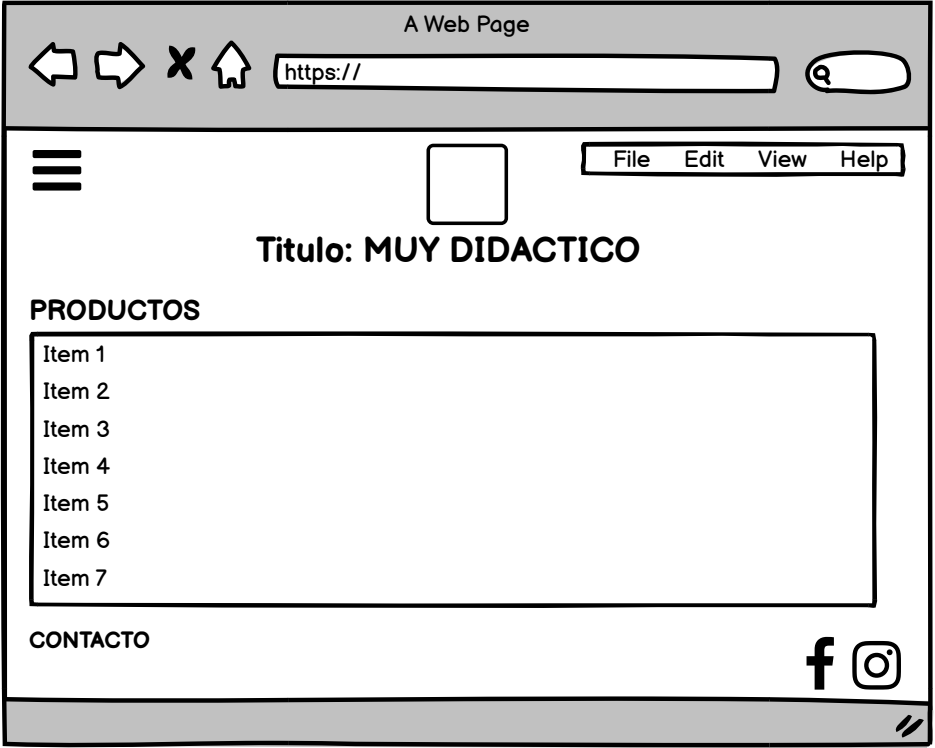 A Web Page
https://
File Edit View Help
Titulo: MUY DIDACTICO
PRODUCTOS
Item 1
Item 2
Item 3
Item 4
Item 5
Item 6
Item 7
CONTACTO